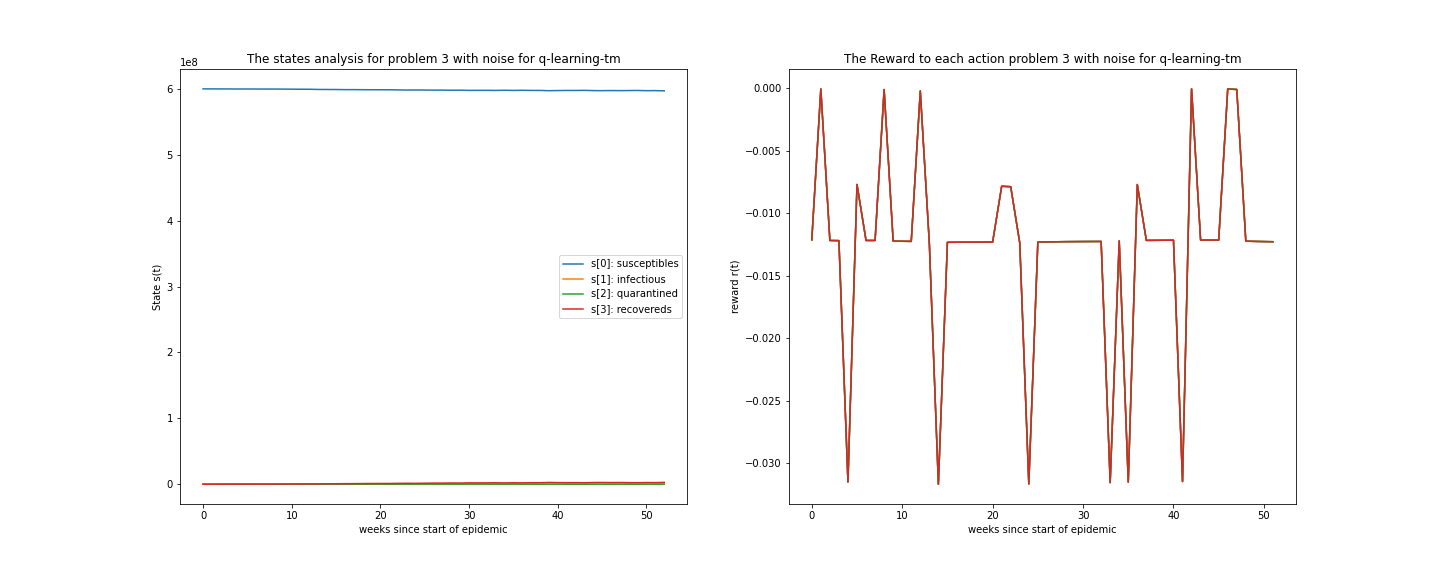 The states analysis for problem 3 with noise for q-learning-tm
1e8
6
5
4
3
2
1
0
State s(t)
s[0]: susceptibles
s[1]: infectious
s[2]: quarantined
s[3]: recovereds
0 10 20 30 40 50
weeks since start of epidemic
The Reward to each action problem 3 with noise for q-learning-tm
0.000
−0.005
−0.010
−0.015
−0.020
−0.025
−0.030
reward r(t)
0 10 20 30 40 50
weeks since start of epidemic